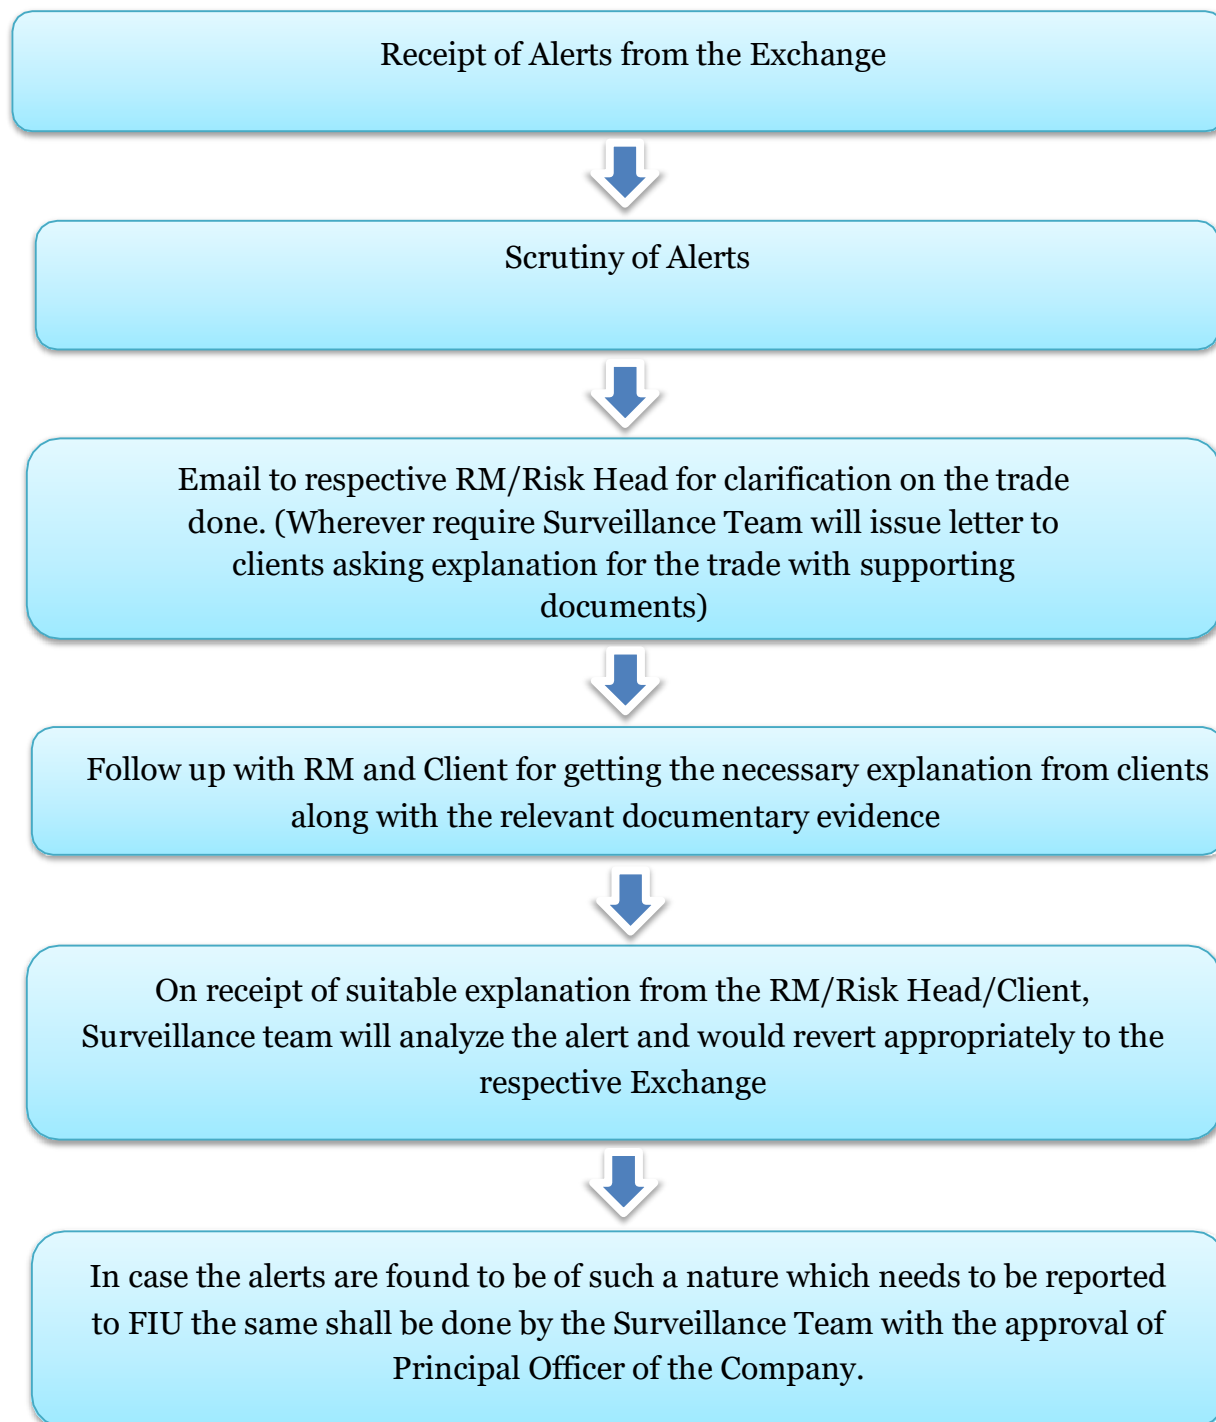 Receipt of Alerts from the Exchange
Scrutiny of Alerts
Email to respective RM/Risk Head for clarification on the trade
done. (Wherever require Surveillance Team will issue letter to
clients asking explanation for the trade with supporting
documents)
Follow up with RM and Client for getting the necessary explanation from clients
along with the relevant documentary evidence
On receipt of suitable explanation from the RM/Risk Head/Client,
Surveillance team will analyze the alert and would revert appropriately to the
respective Exchange
In case the alerts are found to be of such a nature which needs to be reported
to FIU the same shall be done by the Surveillance Team with the approval of
Principal Officer of the Company.